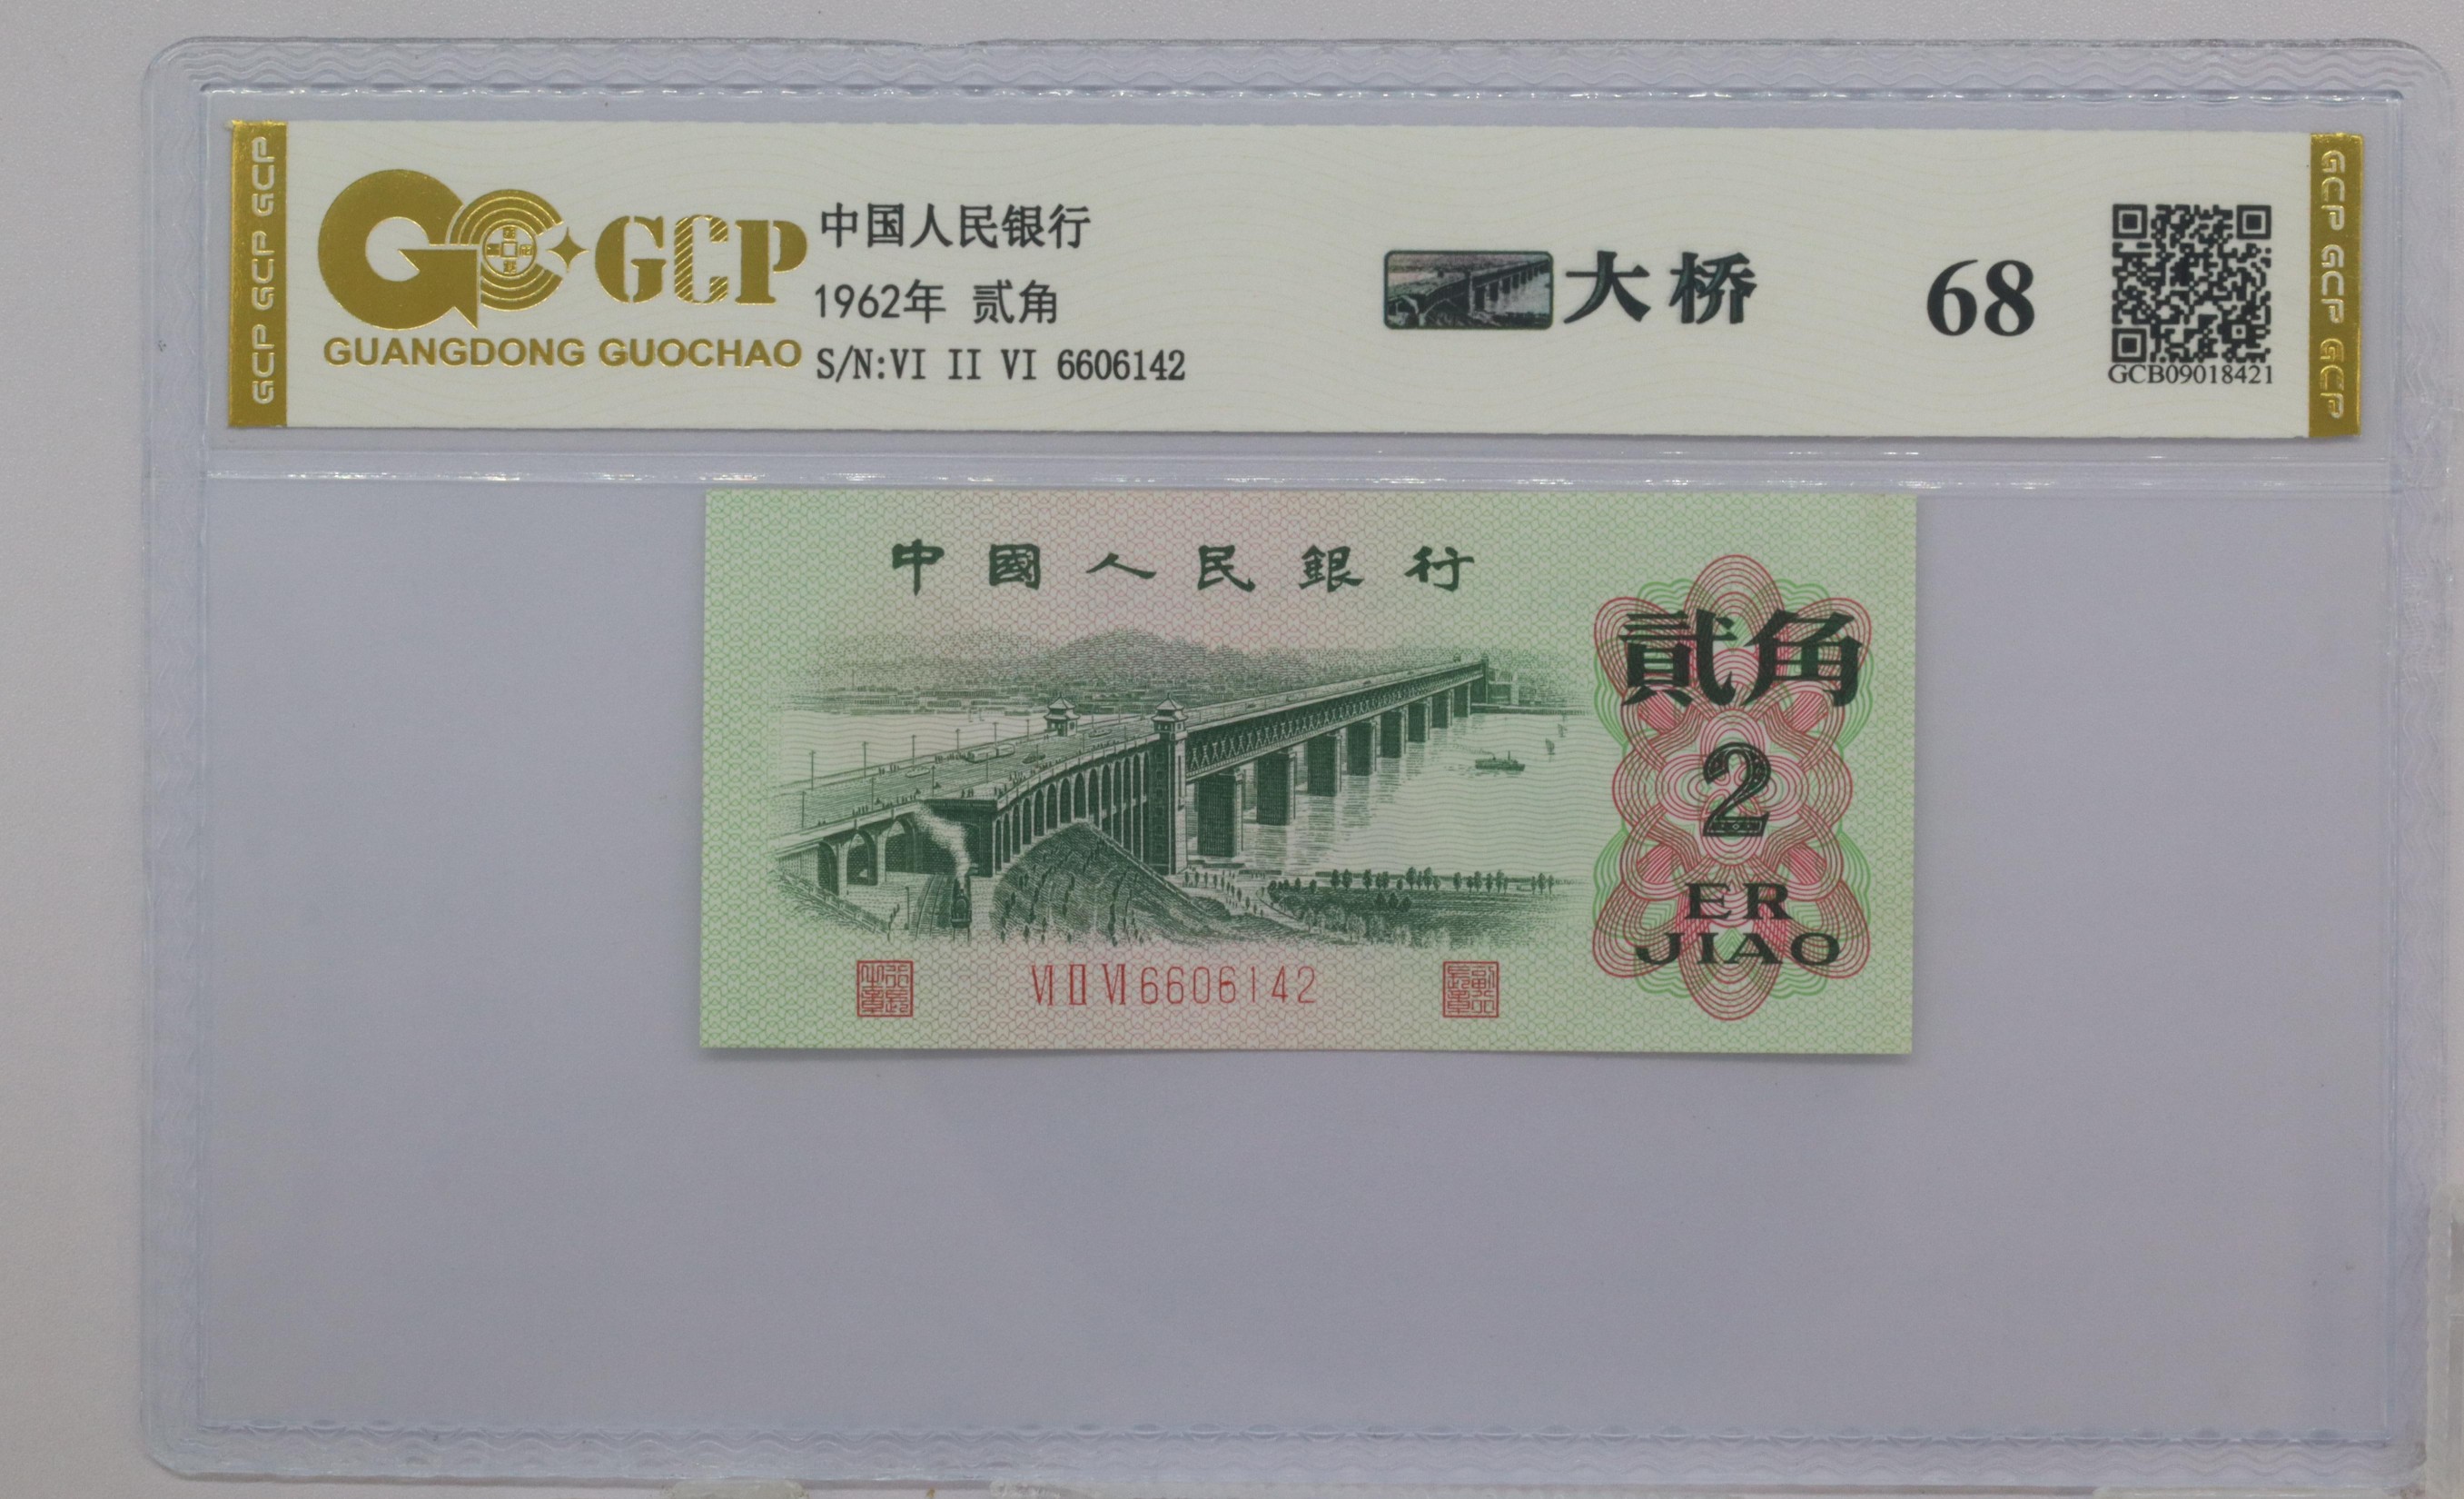 GCP GCP GCP
GCP
GUANGDONG GUOCHAO
中国人民银行
1962年 贰角
S/N:VI II VI 6606142
大桥
68
GCB09018421
GCP GCP GCP
中國人民銀行
貳角
2
ER
JIAO
VI II VI 6606142